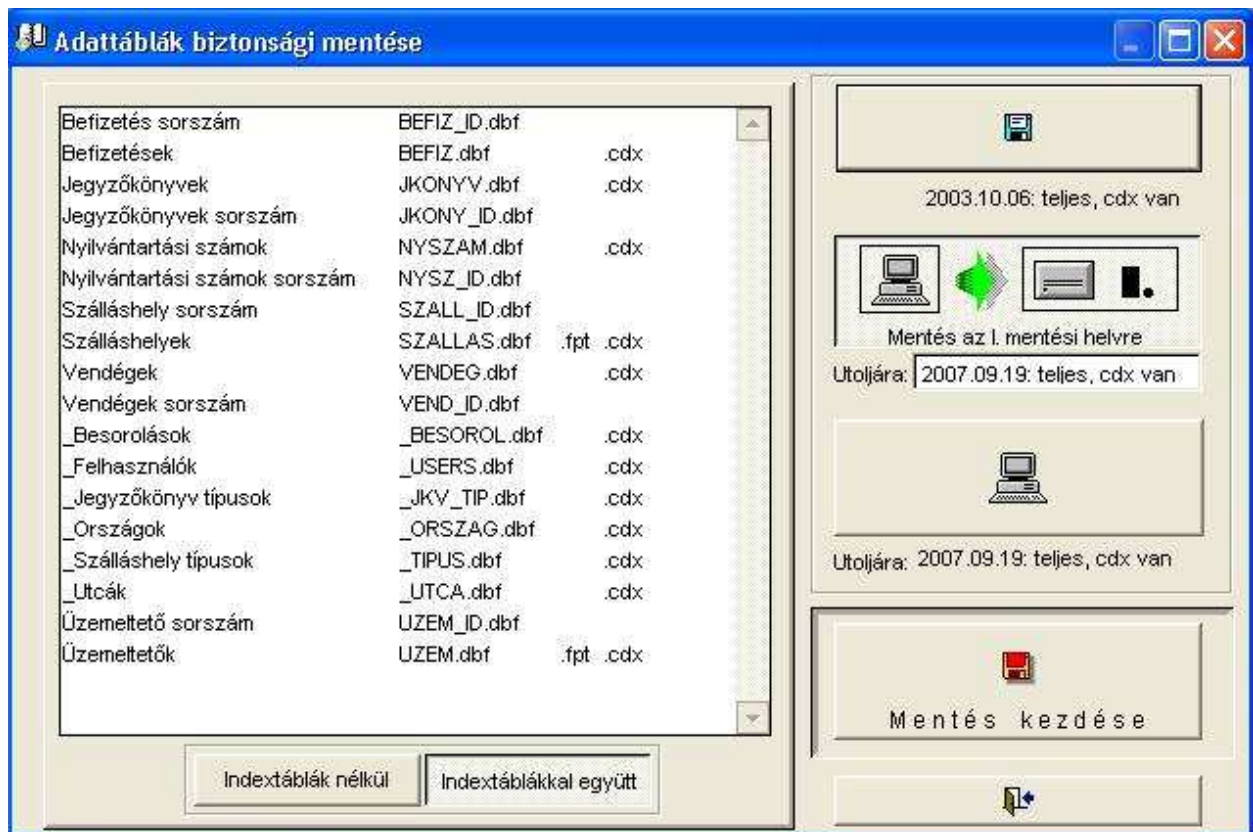 Adattáblák biztonsági mentése
Befizetés sorszám BEFIZ_ID.dbf
Befizetések BEFIZ.dbf .cdx
Jegyzőkönyvek JKONYV.dbf .cdx
Jegyzőkönyvek sorszám JKONY_ID.dbf
Nyilvántartási számok NYSZAM.dbf .cdx
Nyilvántartási számok sorszám NYSZ_ID.dbf
Szálláshely sorszám SZALL_ID.dbf
Szálláshelyek SZALLAS.dbf .fpt .cdx
Vendégek VENDEG.dbf .cdx
Vendégek sorszám VEND_ID.dbf
_Besorolások _BESOROL.dbf .cdx
_Felhasználók _USERS.dbf .cdx
_Jegyzőkönyv típusok _JKV_TIP.dbf .cdx
_Országok _ORSZAG.dbf .cdx
_Szálláshely típusok _TIPUS.dbf .cdx
_Utcák _UTCA.dbf .cdx
Üzemeltető sorszám UZEM_ID.dbf
Üzemeltetők UZEM.dbf .fpt .cdx
Indextáblák nélkül
Indextáblákkal együtt
2003.10.06: teljes, cdx van
I.
Mentés az I. mentési helyre
Utoljára: 2007.09.19: teljes, cdx van
Utoljára: 2007.09.19: teljes, cdx van
Mentés kezdése